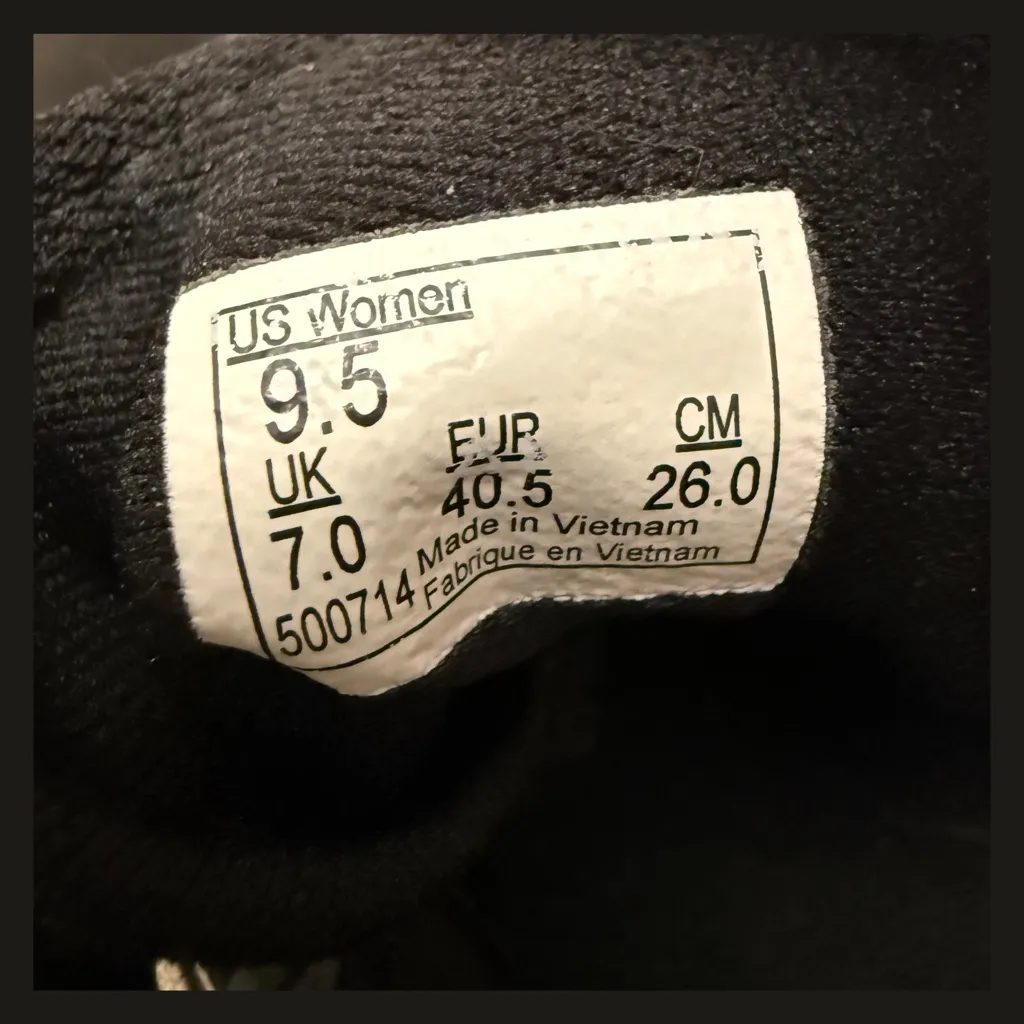 US Women
9.5
UK EUR CM
7.0 40.5 26.0
500714 Made in Vietnam
Fabrique en Vietnam